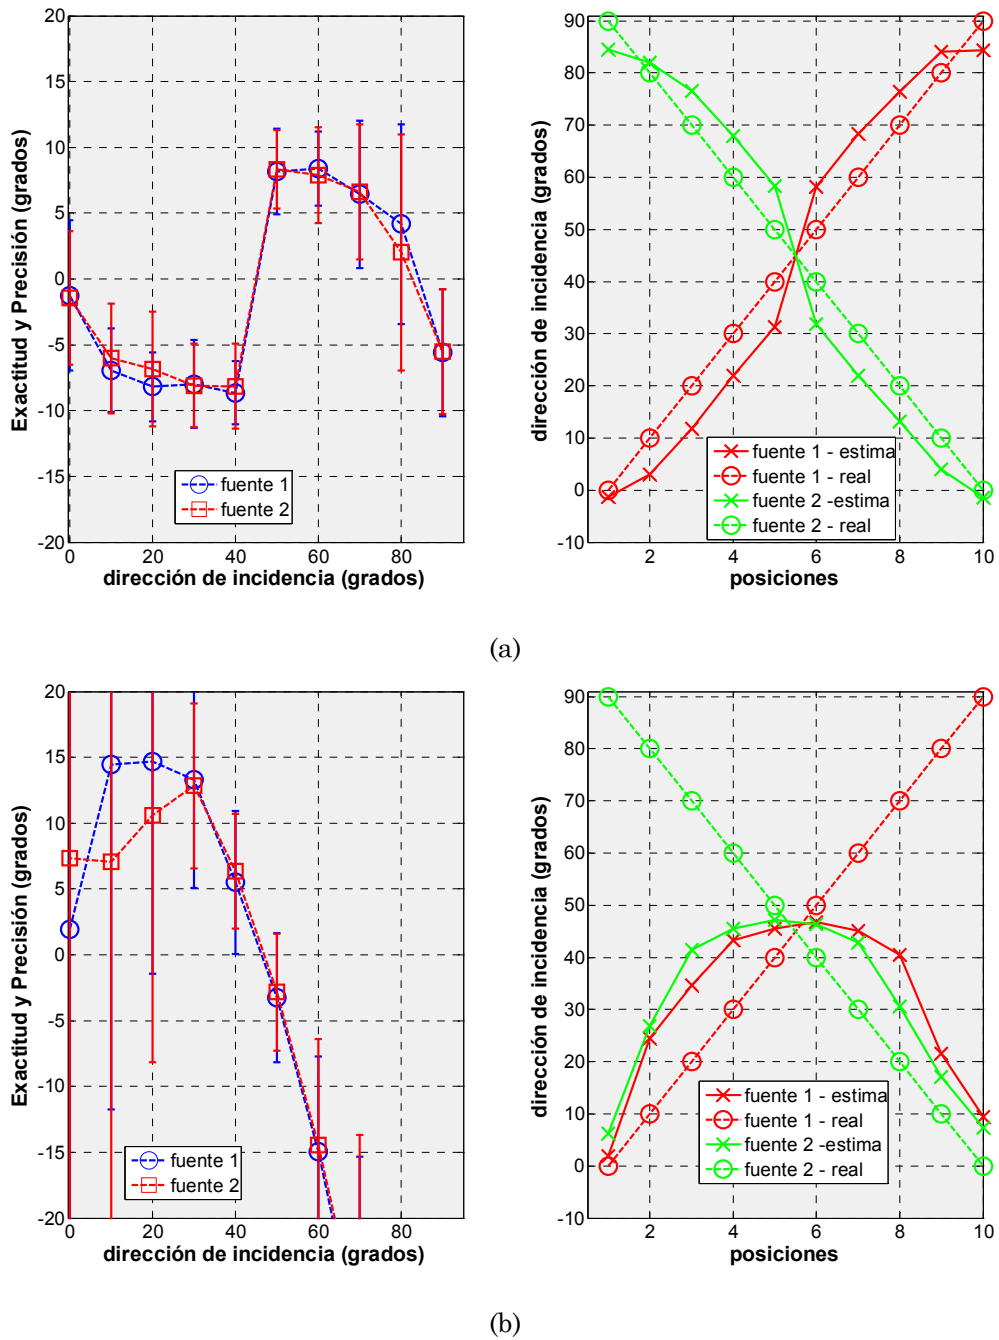 20
15
10
5
0
-5
-10
-15
-20
0 20 40 60 80
Exactitud y Precisión (grados)
dirección de incidencia (grados)
fuente 1
fuente 2
90
80
70
60
50
40
30
20
10
0
-10
2 4 6 8 10
dirección de incidencia (grados)
posiciones
fuente 1 - estima
fuente 1 - real
fuente 2 -estima
fuente 2 - real
(a)
20
15
10
5
0
-5
-10
-15
-20
0 20 40 60 80
Exactitud y Precisión (grados)
dirección de incidencia (grados)
fuente 1
fuente 2
90
80
70
60
50
40
30
20
10
0
-10
2 4 6 8 10
dirección de incidencia (grados)
posiciones
fuente 1 - estima
fuente 1 - real
fuente 2 -estima
fuente 2 - real
(b)